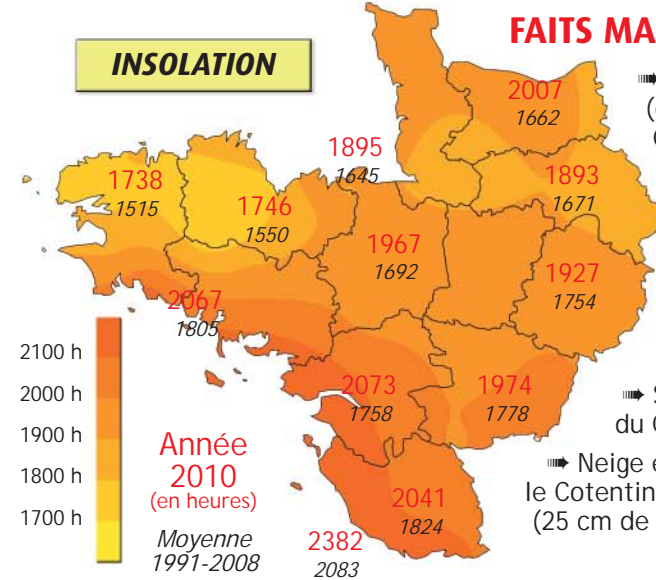 FAITS MA
INSOLATION
2007
1662
1895
1645
1738
1515
1746
1550
1893
1671
1967
1692
1927
1754
2067
1805
2100 h
2000 h
1900 h
1800 h
1700 h
2073
1758
1974
1778
du C
Année
2010
(en heures)
Moyenne
1991-2008
Neige e
le Cotentin
(25 cm de
2041
1824
2382
2083